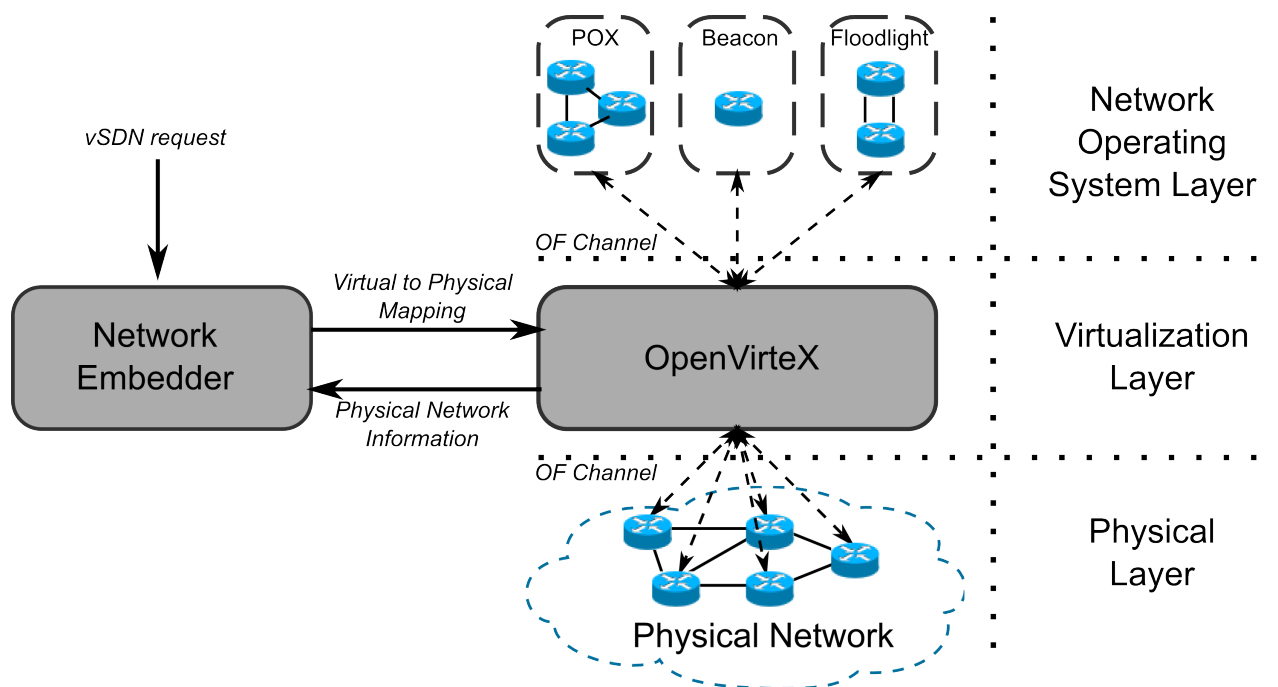 POX
Beacon
Floodlight
Network
Operating
System Layer
vSDN request
OF Channel
Virtual to Physical
Mapping
Network
Embedder
OpenVirteX
Virtualization
Layer
Physical Network
Information
OF Channel
Physical
Layer
Physical Network